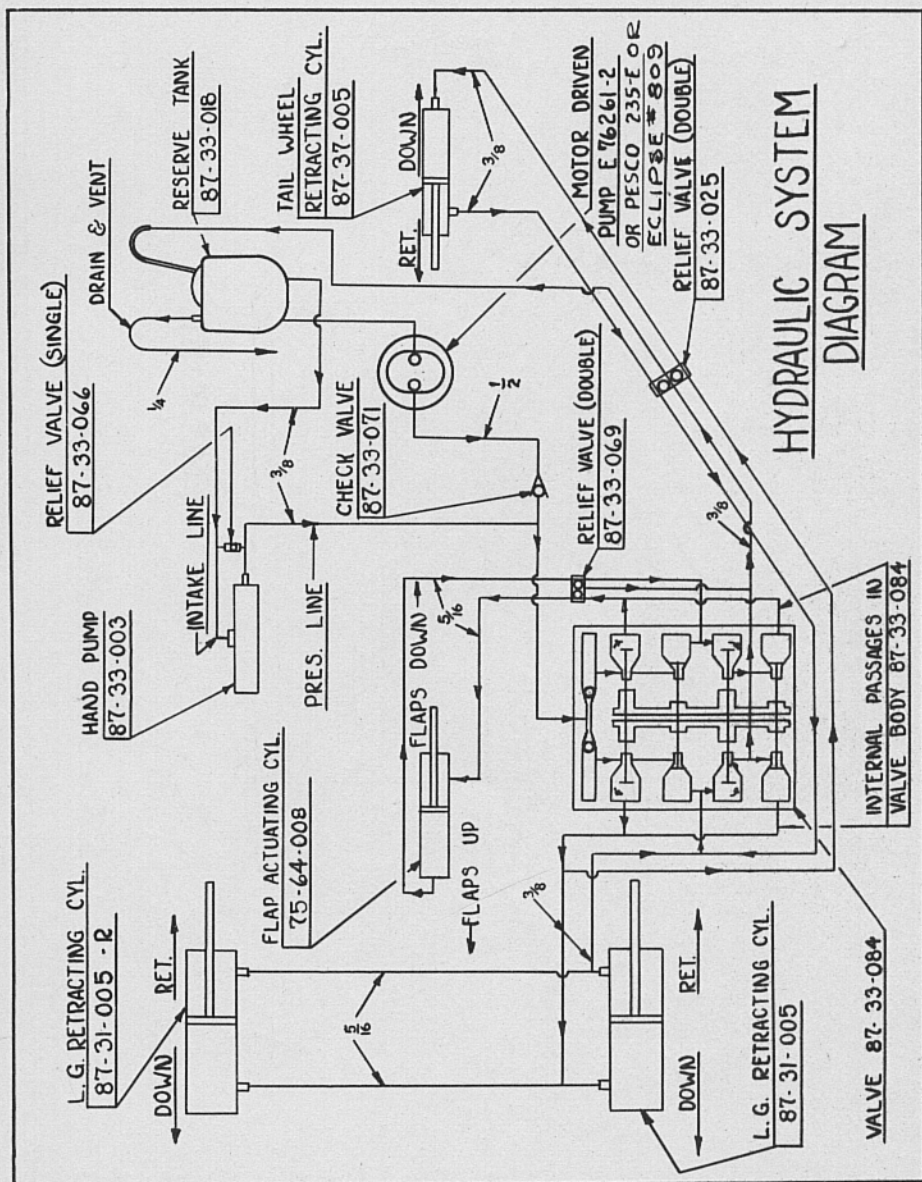 L.G. RETRACTING CYL.
87-31-005-R
DOWN
RET.
FLAP ACTUATING CYL.
75-64-008
FLAPS DOWN
FLAPS UP
5/16
5/16
HAND PUMP
87-33-003
INTAKE LINE
RELIEF VALVE (SINGLE)
87-33-066
1/4
DRAIN & VENT
RESERVE TANK
87-33-018
3/8
PRES. LINE
CHECK VALVE
87-33-071
1/2
TAIL WHEEL
RETRACTING CYL.
87-37-005
RET.
DOWN
3/8
MOTOR DRIVEN
PUMP E 76261-2
OR PESCO 235-E OR
ECLIPSE # 809
RELIEF VALVE (DOUBLE)
87-33-025
RELIEF VALVE (DOUBLE)
87-33-069
3/8
3/8
DOWN
RET.
L.G. RETRACTING CYL.
87-31-005
VALVE 87-33-084
INTERNAL PASSAGES IN
VALVE BODY 87-33-084
HYDRAULIC SYSTEM
DIAGRAM